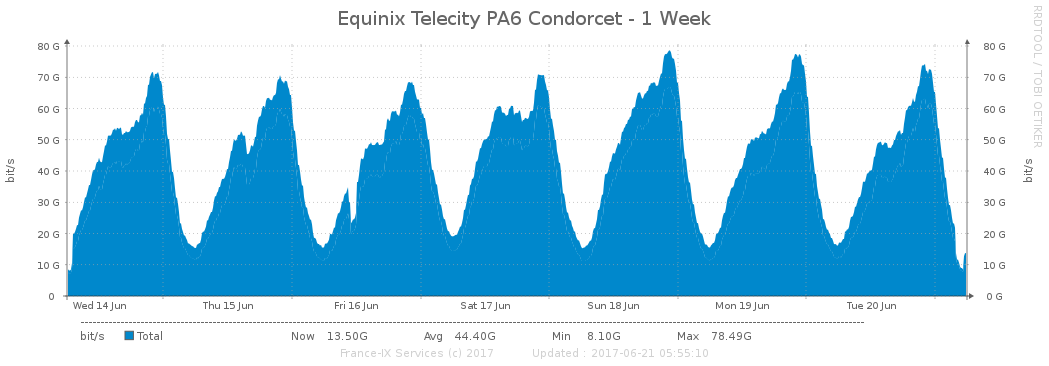 Equinix Telecity PA6 Condorcet - 1 Week
RRDTOOL / TOBI OETIKER
80 G 80 G
70 G 70 G
60 G 60 G
50 G 50 G
40 G 40 G
30 G 30 G
20 G 20 G
10 G 10 G
0 0 G
bit/s bit/s
Wed 14 Jun Thu 15 Jun Fri 16 Jun Sat 17 Jun Sun 18 Jun Mon 19 Jun Tue 20 Jun
bit/s Total Now 13.50G Avg 44.40G Min 8.10G Max 78.49G
France-IX Services (c) 2017 Updated : 2017-06-21 05:55:10